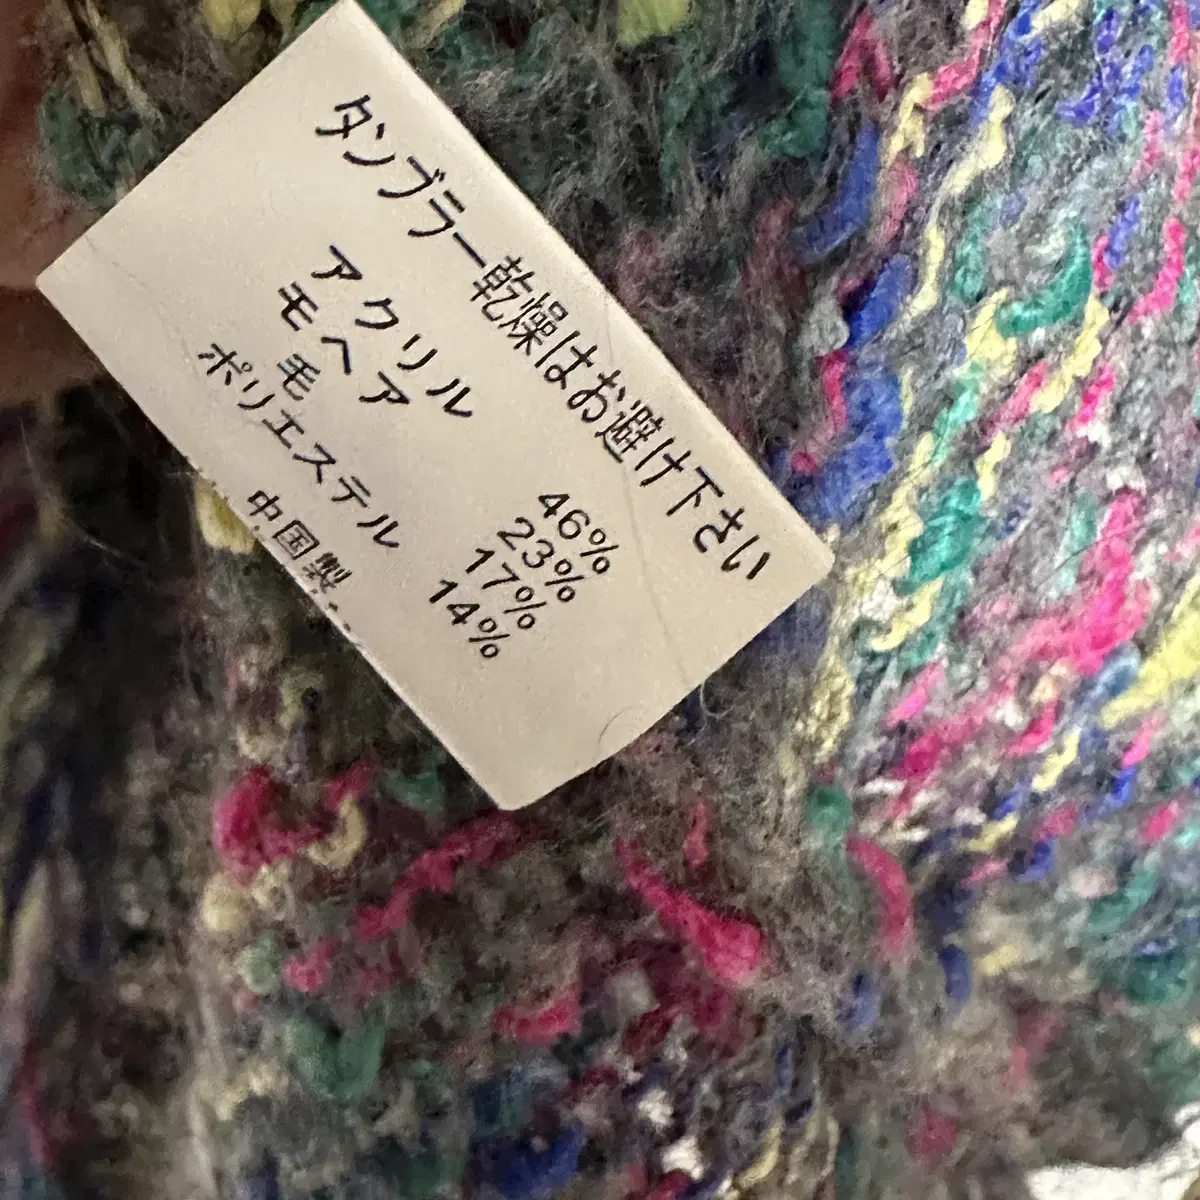 タンブラー乾燥はお避け下さい
アクリル 46%
モヘア 23%
毛 17%
ポリエステル 14%
中国製